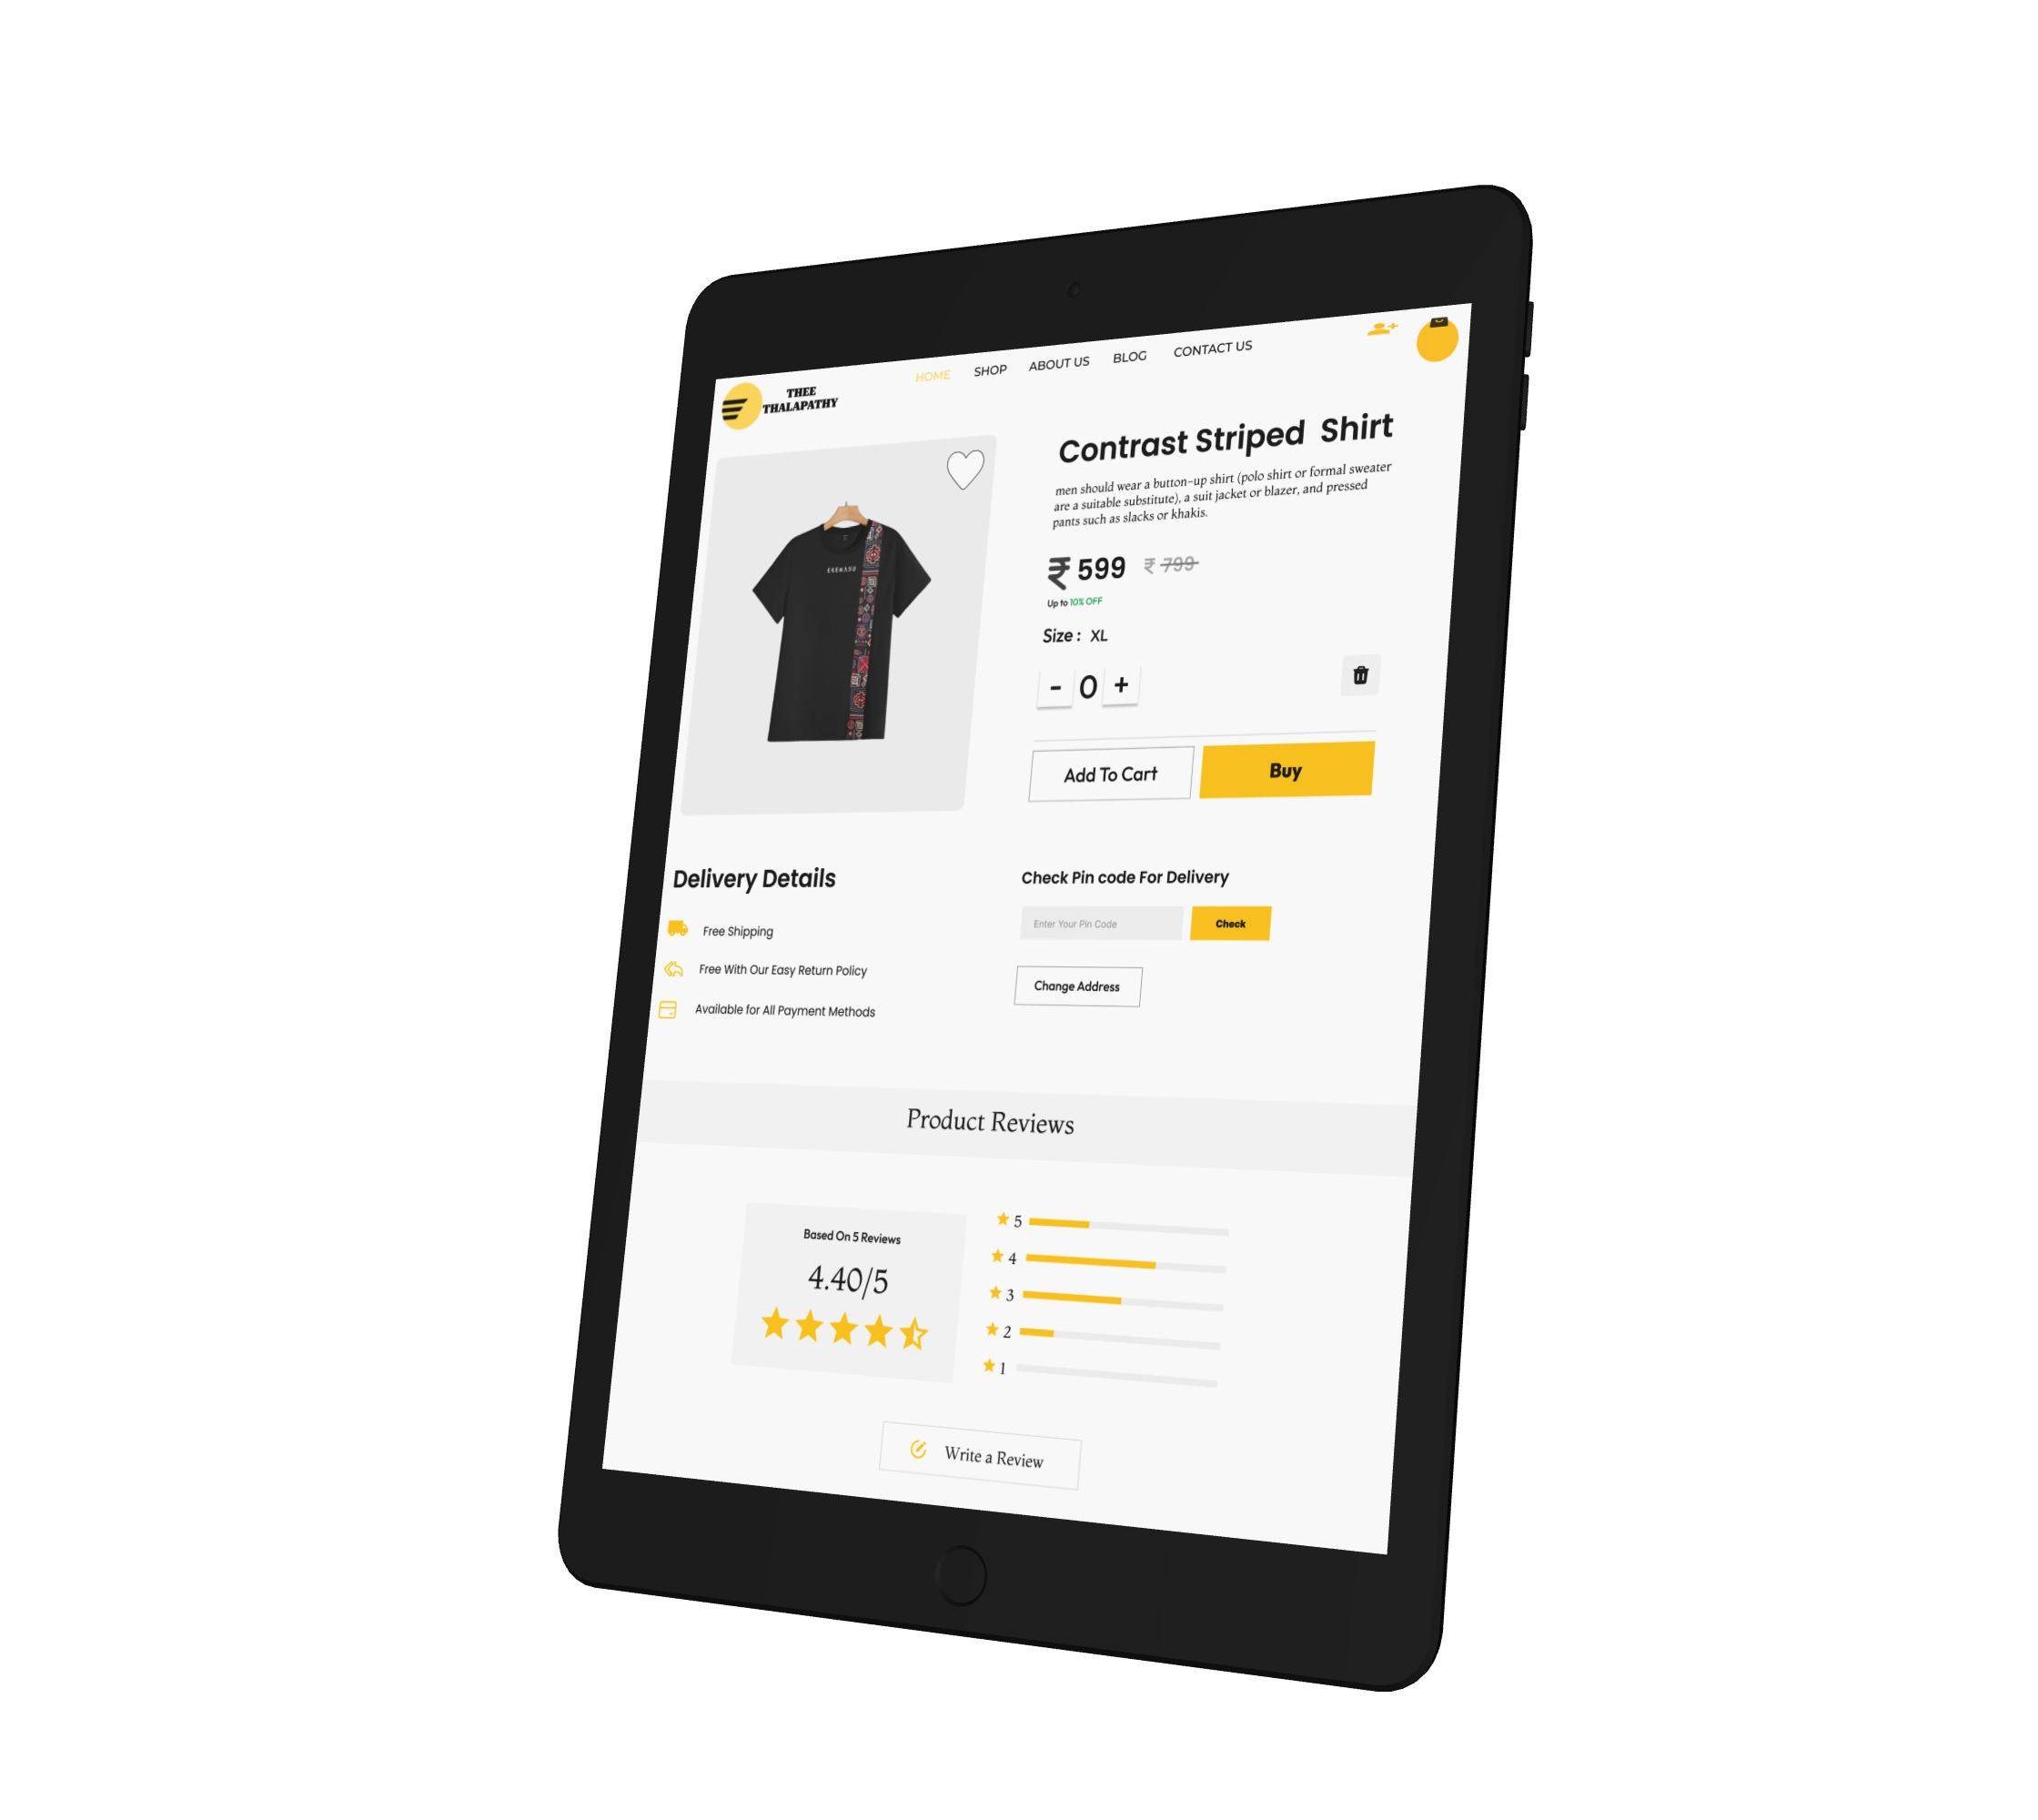 THEE
THALAPATHY
HOME SHOP ABOUT US BLOG CONTACT US
Contrast Striped Shirt
men should wear a button-up shirt (polo shirt or formal sweater
are a suitable substitute), a suit jacket or blazer, and pressed
pants such as slacks or khakis.
₹ 599 ₹ 799
Up to 10% OFF
Size : XL
- 0 +
Add To Cart Buy
Delivery Details
Free Shipping
Free With Our Easy Return Policy
Available for All Payment Methods
Check Pin code For Delivery
Enter Your Pin Code Check
Change Address
Product Reviews
Based On 5 Reviews
4.40/5
5
4
3
2
1
Write a Review